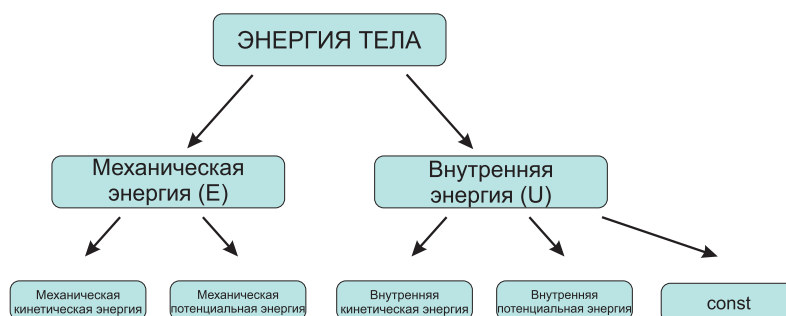 ЭНЕРГИЯ ТЕЛА
Механическая
энергия (E)
Внутренняя
энергия (U)
Механическая
кинетическая энергия
Механическая
потенциальная энергия
Внутренняя
кинетическая энергия
Внутренняя
потенциальная энергия
const